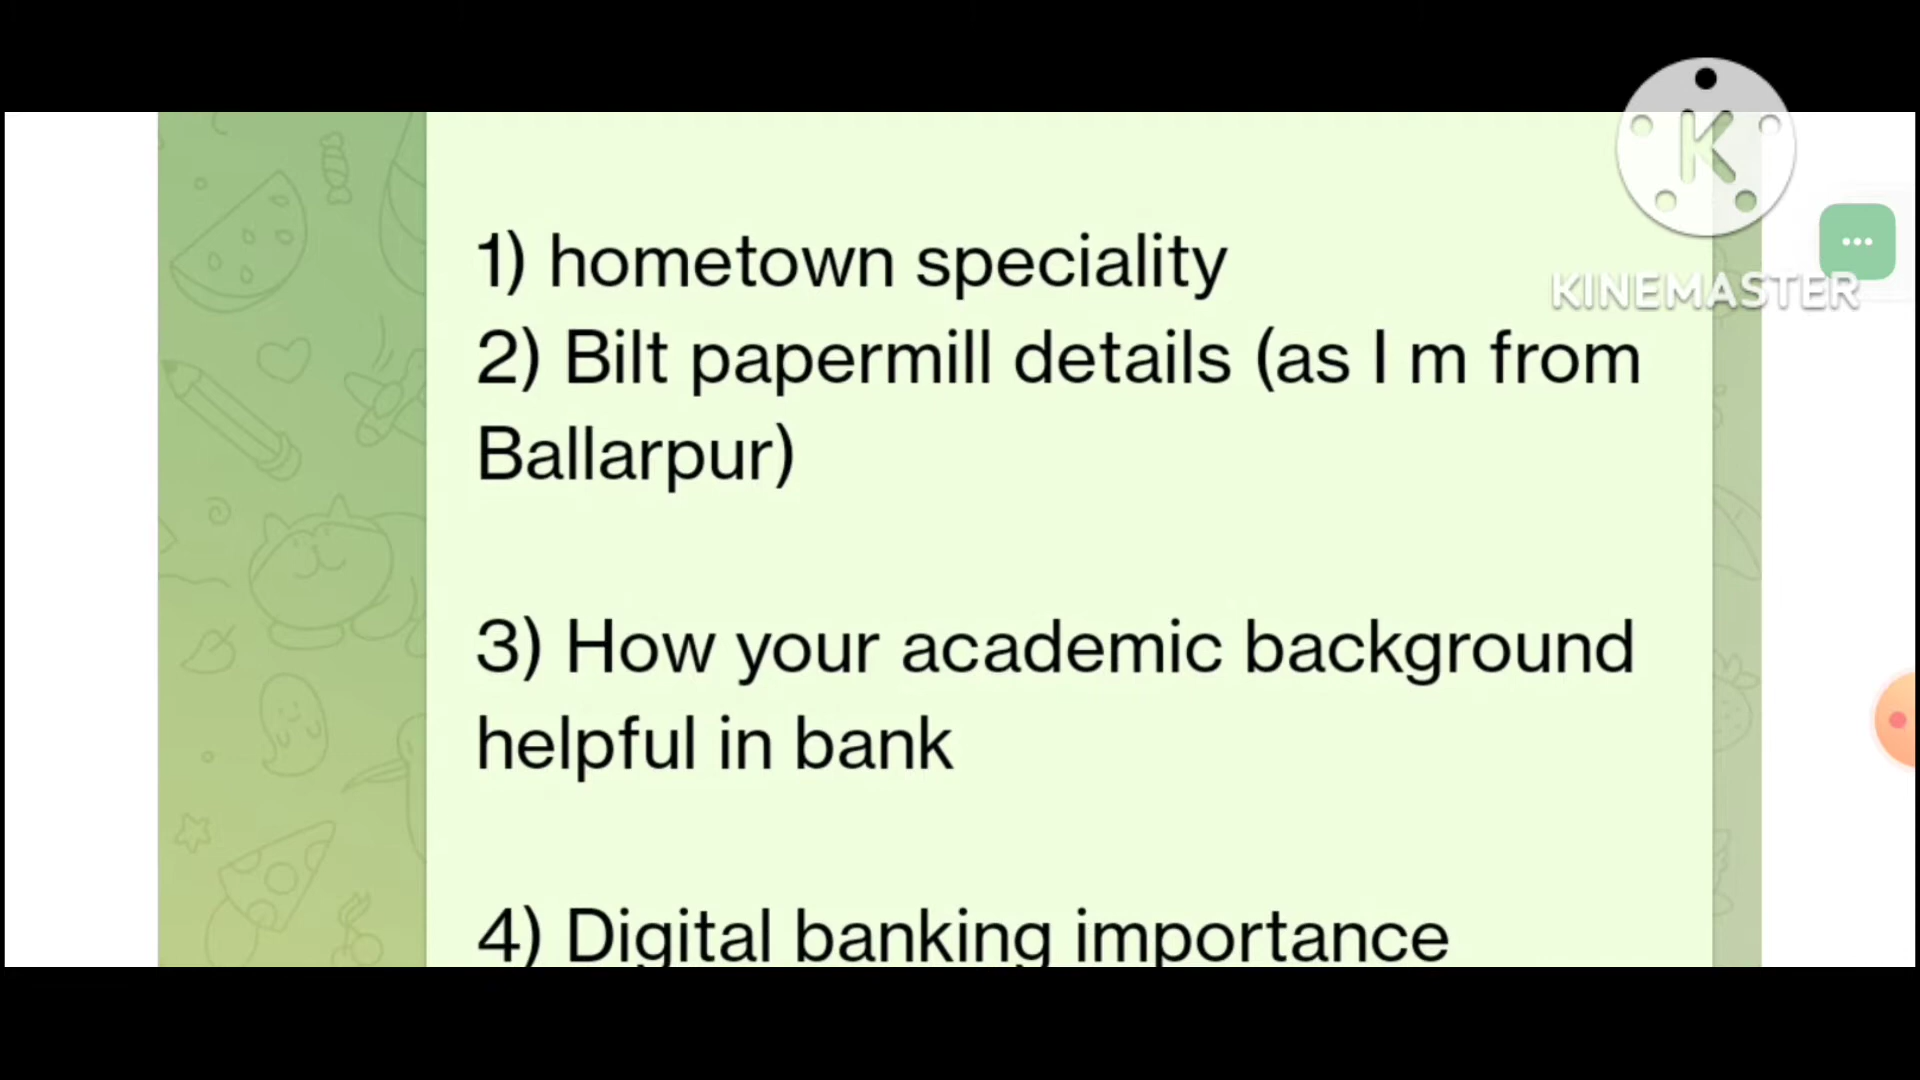 1) hometown speciality
2) Bilt papermill details (as I m from
Ballarpur)
3) How your academic background
helpful in bank
4) Digital banking importance
K
KINEMASTER